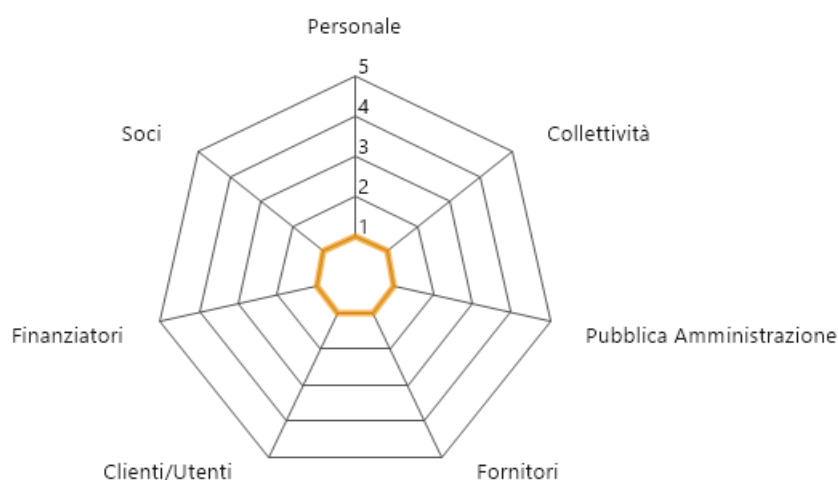 Personale
5
4
3
2
1
Soci
Collettività
Finanziatori
Pubblica Amministrazione
Clienti/Utenti
Fornitori